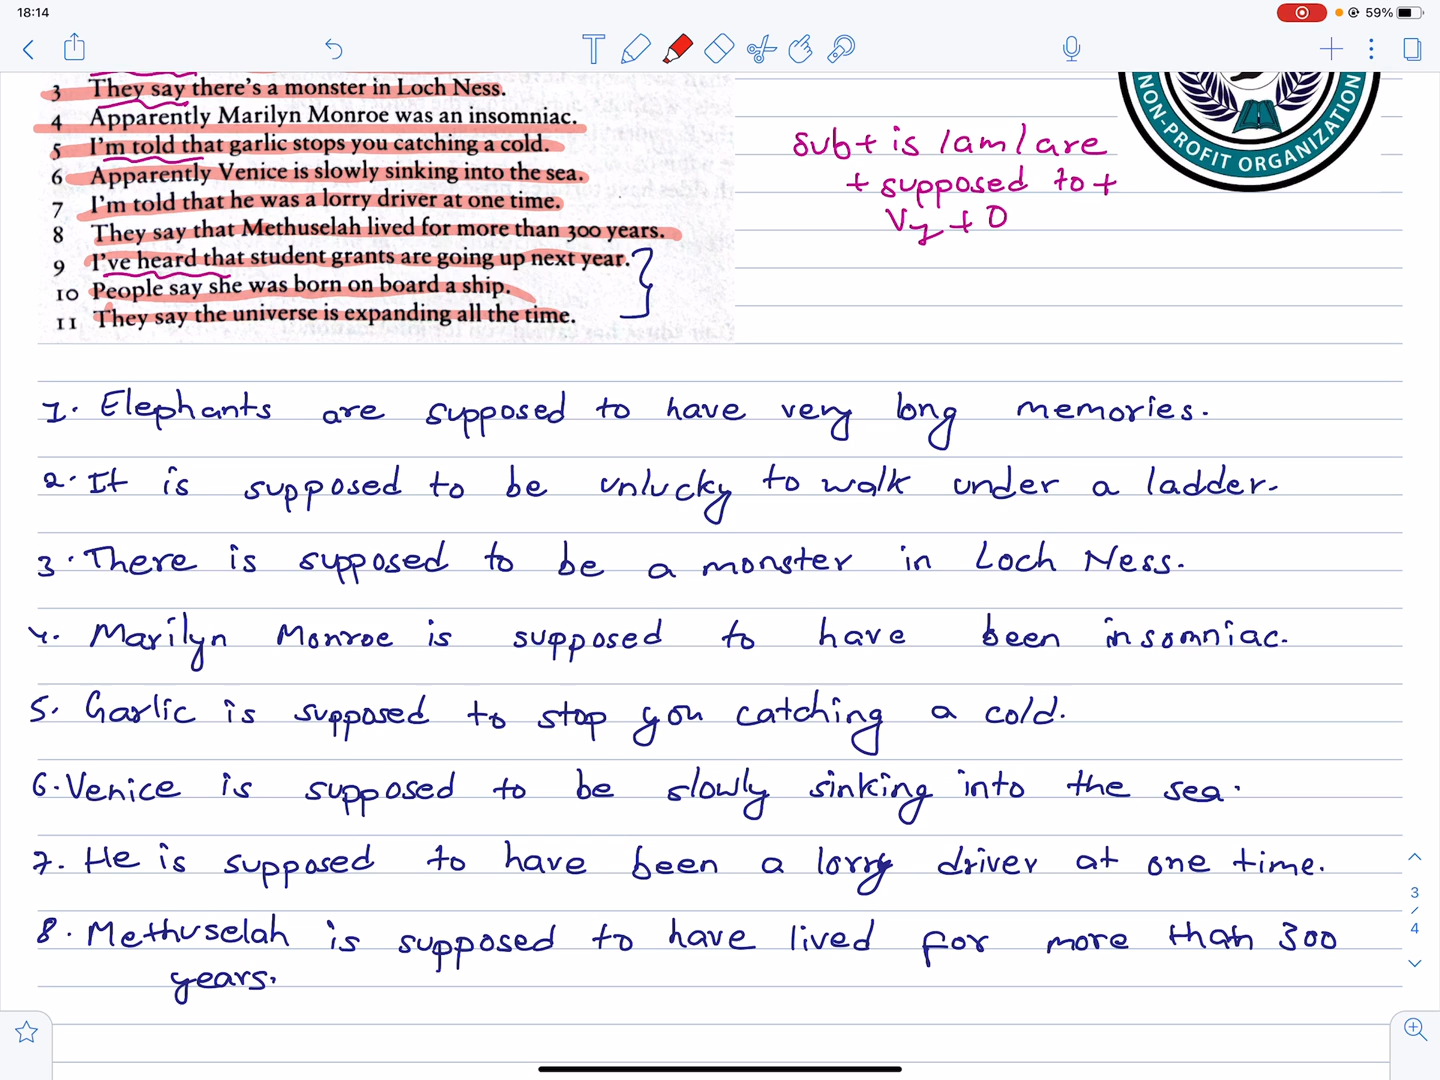 18:14
59%
3 They say there's a monster in Loch Ness.
4 Apparently Marilyn Monroe was an insomniac.
5 I'm told that garlic stops you catching a cold.
6 Apparently Venice is slowly sinking into the sea.
7 I'm told that he was a lorry driver at one time.
8 They say that Methuselah lived for more than 300 years.
9 I've heard that student grants are going up next year.
10 People say she was born on board a ship.
11 They say the universe is expanding all the time.
Sub+ is /am/are
+ supposed to +
+ O
NON-PROFIT ORGANIZATION
1. Elephants are supposed to have very long memories.
2. It is supposed to be unlucky to walk under a ladder.
3. There is supposed to be a monster in Loch Ness.
4. Marilyn Monroe is supposed to have been insomniac.
5. Garlic is supposed to stop you catching a cold.
6. Venice is supposed to be slowly sinking into the sea.
7. He is supposed to have been a lorry driver at one time.
8. Methuselah is supposed to have lived for more than 300
years.
3
/
4